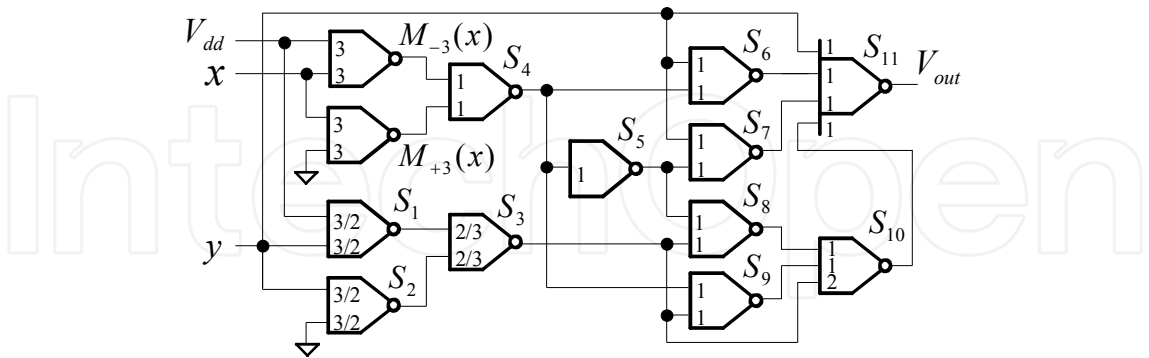 V_dd
x
y
3
3
M_{-3}(x)
3
3
M_{+3}(x)
1
1
S_4
3/2
3/2
S_1
3/2
3/2
S_2
2/3
2/3
S_3
1
S_5
1
1
S_6
1
1
S_7
1
1
S_8
1
1
S_9
1
1
2
S_10
1
1
1
1
S_11
V_out
IntechOpen